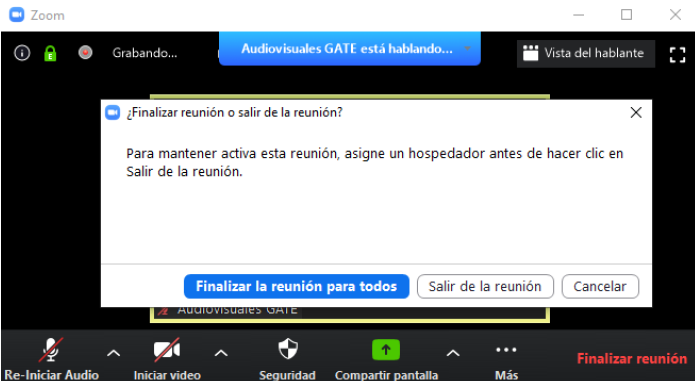 Zoom
Grabando...
Audiovisuales GATE está hablando...
Vista del hablante
¿Finalizar reunión o salir de la reunión?
Para mantener activa esta reunión, asigne un hospedador antes de hacer clic en
Salir de la reunión.
Finalizar la reunión para todos
Salir de la reunión
Cancelar
Audiovisuales GATE
Re-Iniciar Audio
Iniciar video
Seguridad
Compartir pantalla
Más
Finalizar reunión